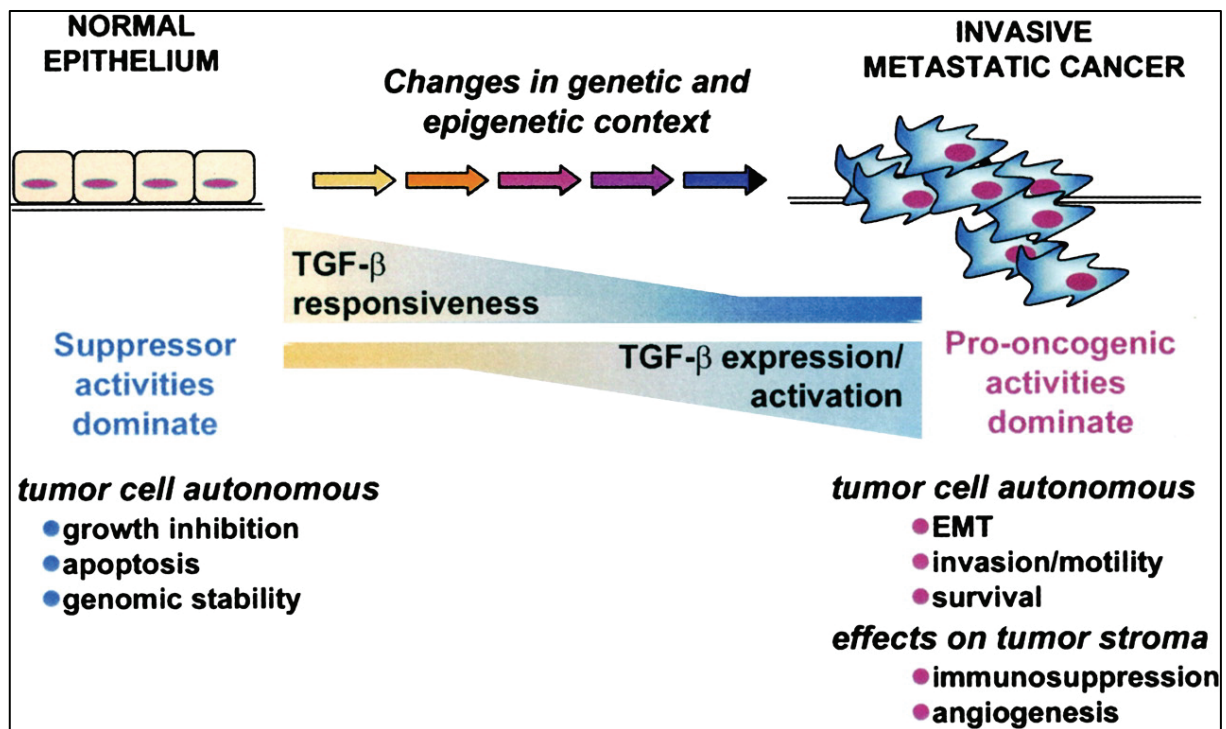 NORMAL
EPITHELIUM
INVASIVE
METASTATIC CANCER
Changes in genetic and
epigenetic context
TGF-β
responsiveness
TGF-β expression/
activation
Suppressor
activities
dominate
Pro-oncogenic
activities
dominate
tumor cell autonomous
growth inhibition
apoptosis
genomic stability
tumor cell autonomous
EMT
invasion/motility
survival
effects on tumor stroma
immunosuppression
angiogenesis